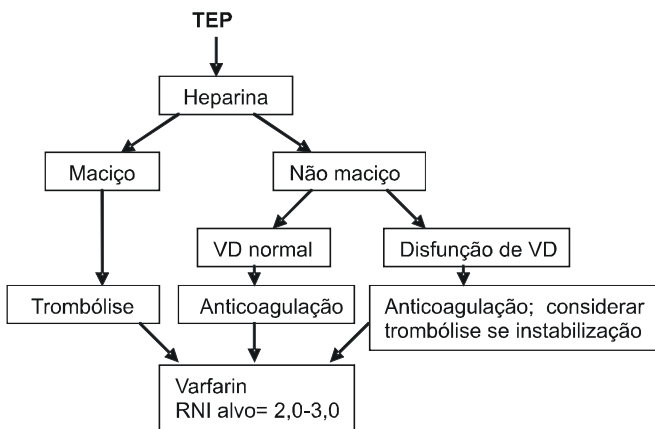 TEP
Heparina
Maciço
Não maciço
VD normal
Disfunção de VD
Trombólise
Anticoagulação
Anticoagulação; considerar
trombólise se instabilização
Varfarin
RNI alvo= 2,0-3,0